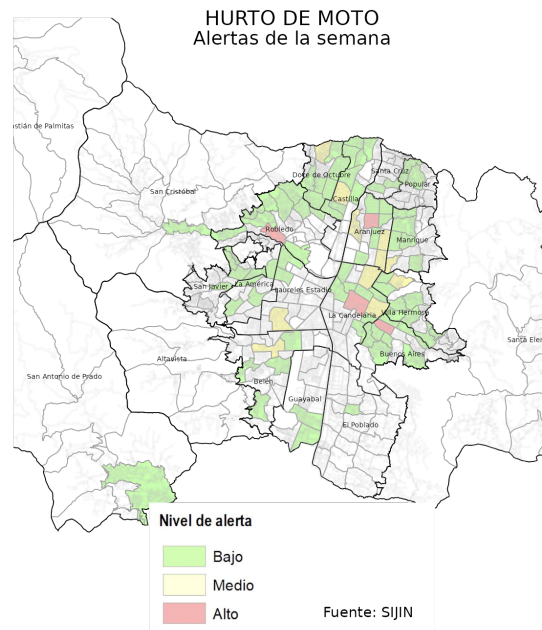 HURTO DE MOTO
Alertas de la semana
astián de Palmitas
San Cristóbal
Doce de Octubre
Santa Cruz
Popular
Castilla
Robledo
Aranjuez
Manrique
San Javier
La América
Laureles Estadio
La Candelaria
Villa Hermosa
Santa Elen
Buenos Aires
Altavista
San Antonio de Prado
Belén
Guayabal
El Poblado
Nivel de alerta
Bajo
Medio
Alto
Fuente: SIJIN